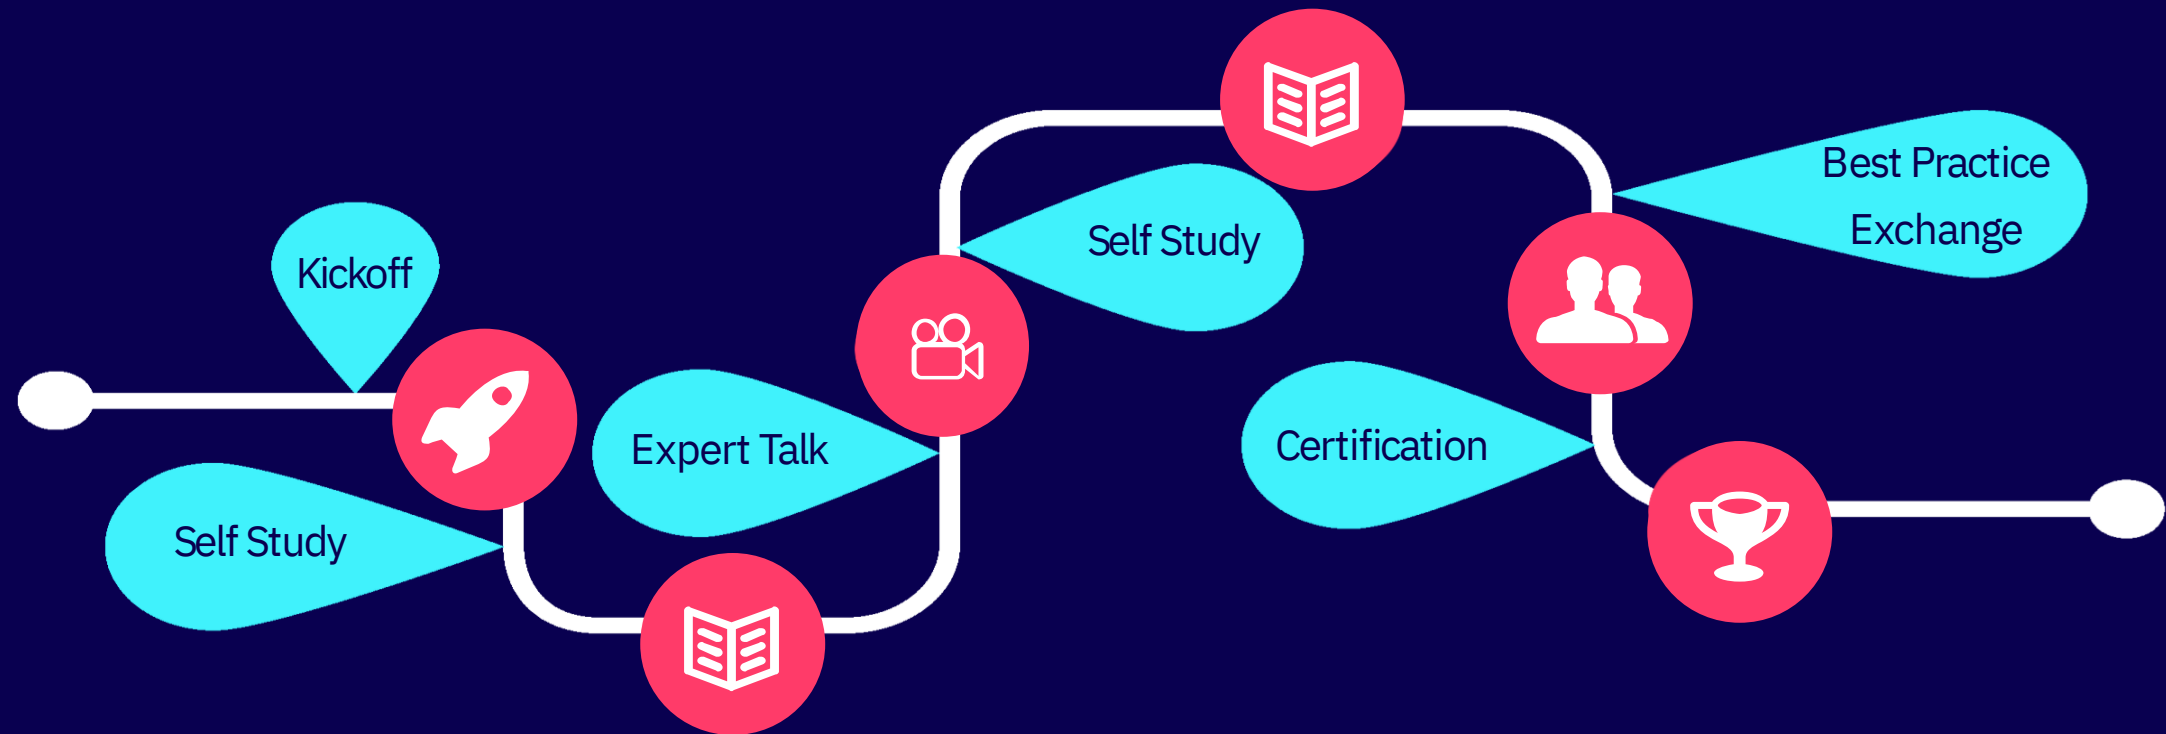 Kickoff
Self Study
Expert Talk
Self Study
Best Practice
Exchange
Certification